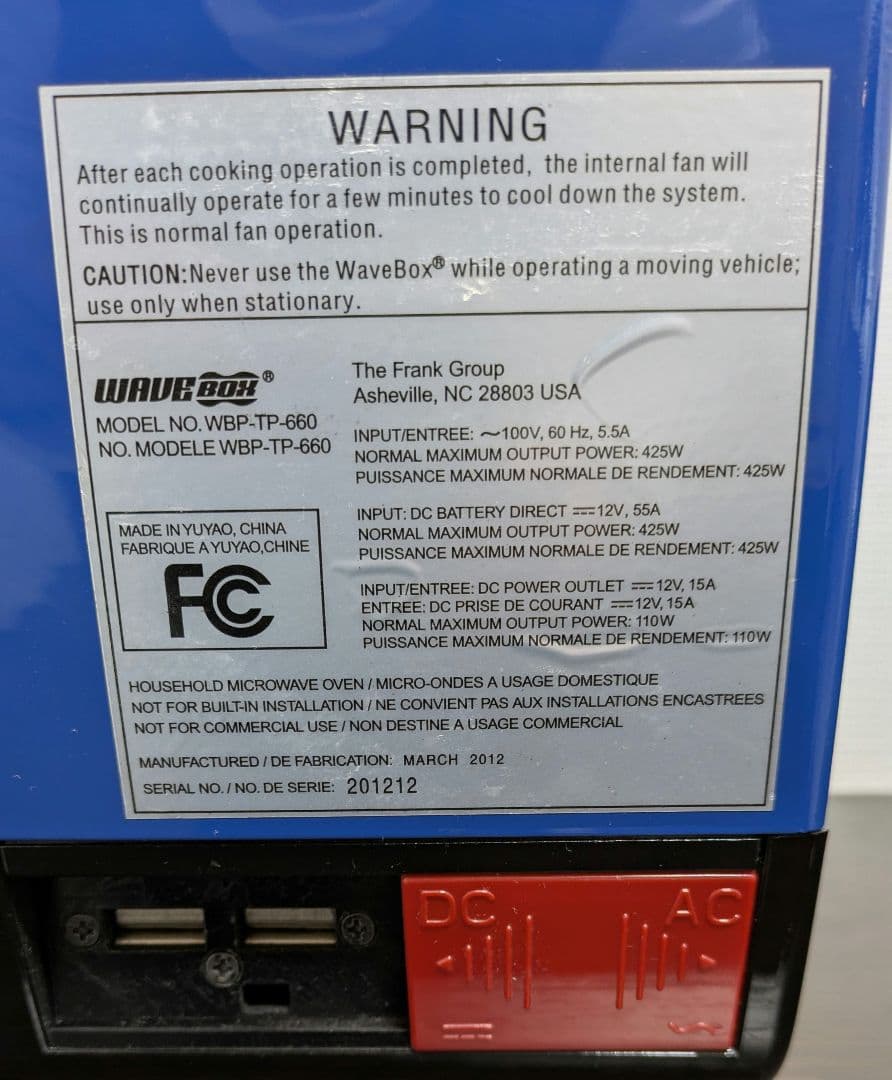 WARNING
After each cooking operation is completed, the internal fan will
continually operate for a few minutes to cool down the system.
This is normal fan operation.
CAUTION:Never use the WaveBox® while operating a moving vehicle;
use only when stationary.
WAVEBOX®
MODEL NO. WBP-TP-660
NO. MODELE WBP-TP-660
The Frank Group
Asheville, NC 28803 USA
INPUT/ENTREE: ～100V, 60 Hz, 5.5A
NORMAL MAXIMUM OUTPUT POWER: 425W
PUISSANCE MAXIMUM NORMALE DE RENDEMENT: 425W
INPUT: DC BATTERY DIRECT ⎓12V, 55A
NORMAL MAXIMUM OUTPUT POWER: 425W
PUISSANCE MAXIMUM NORMALE DE RENDEMENT: 425W
MADE IN YUYAO, CHINA
FABRIQUE A YUYAO,CHINE
FC
INPUT/ENTREE: DC POWER OUTLET ⎓12V, 15A
ENTREE: DC PRISE DE COURANT ⎓12V, 15A
NORMAL MAXIMUM OUTPUT POWER: 110W
PUISSANCE MAXIMUM NORMALE DE RENDEMENT: 110W
HOUSEHOLD MICROWAVE OVEN / MICRO-ONDES A USAGE DOMESTIQUE
NOT FOR BUILT-IN INSTALLATION / NE CONVIENT PAS AUX INSTALLATIONS ENCASTREES
NOT FOR COMMERCIAL USE / NON DESTINE A USAGE COMMERCIAL
MANUFACTURED / DE FABRICATION: MARCH 2012
SERIAL NO. / NO. DE SERIE: 201212
DC AC